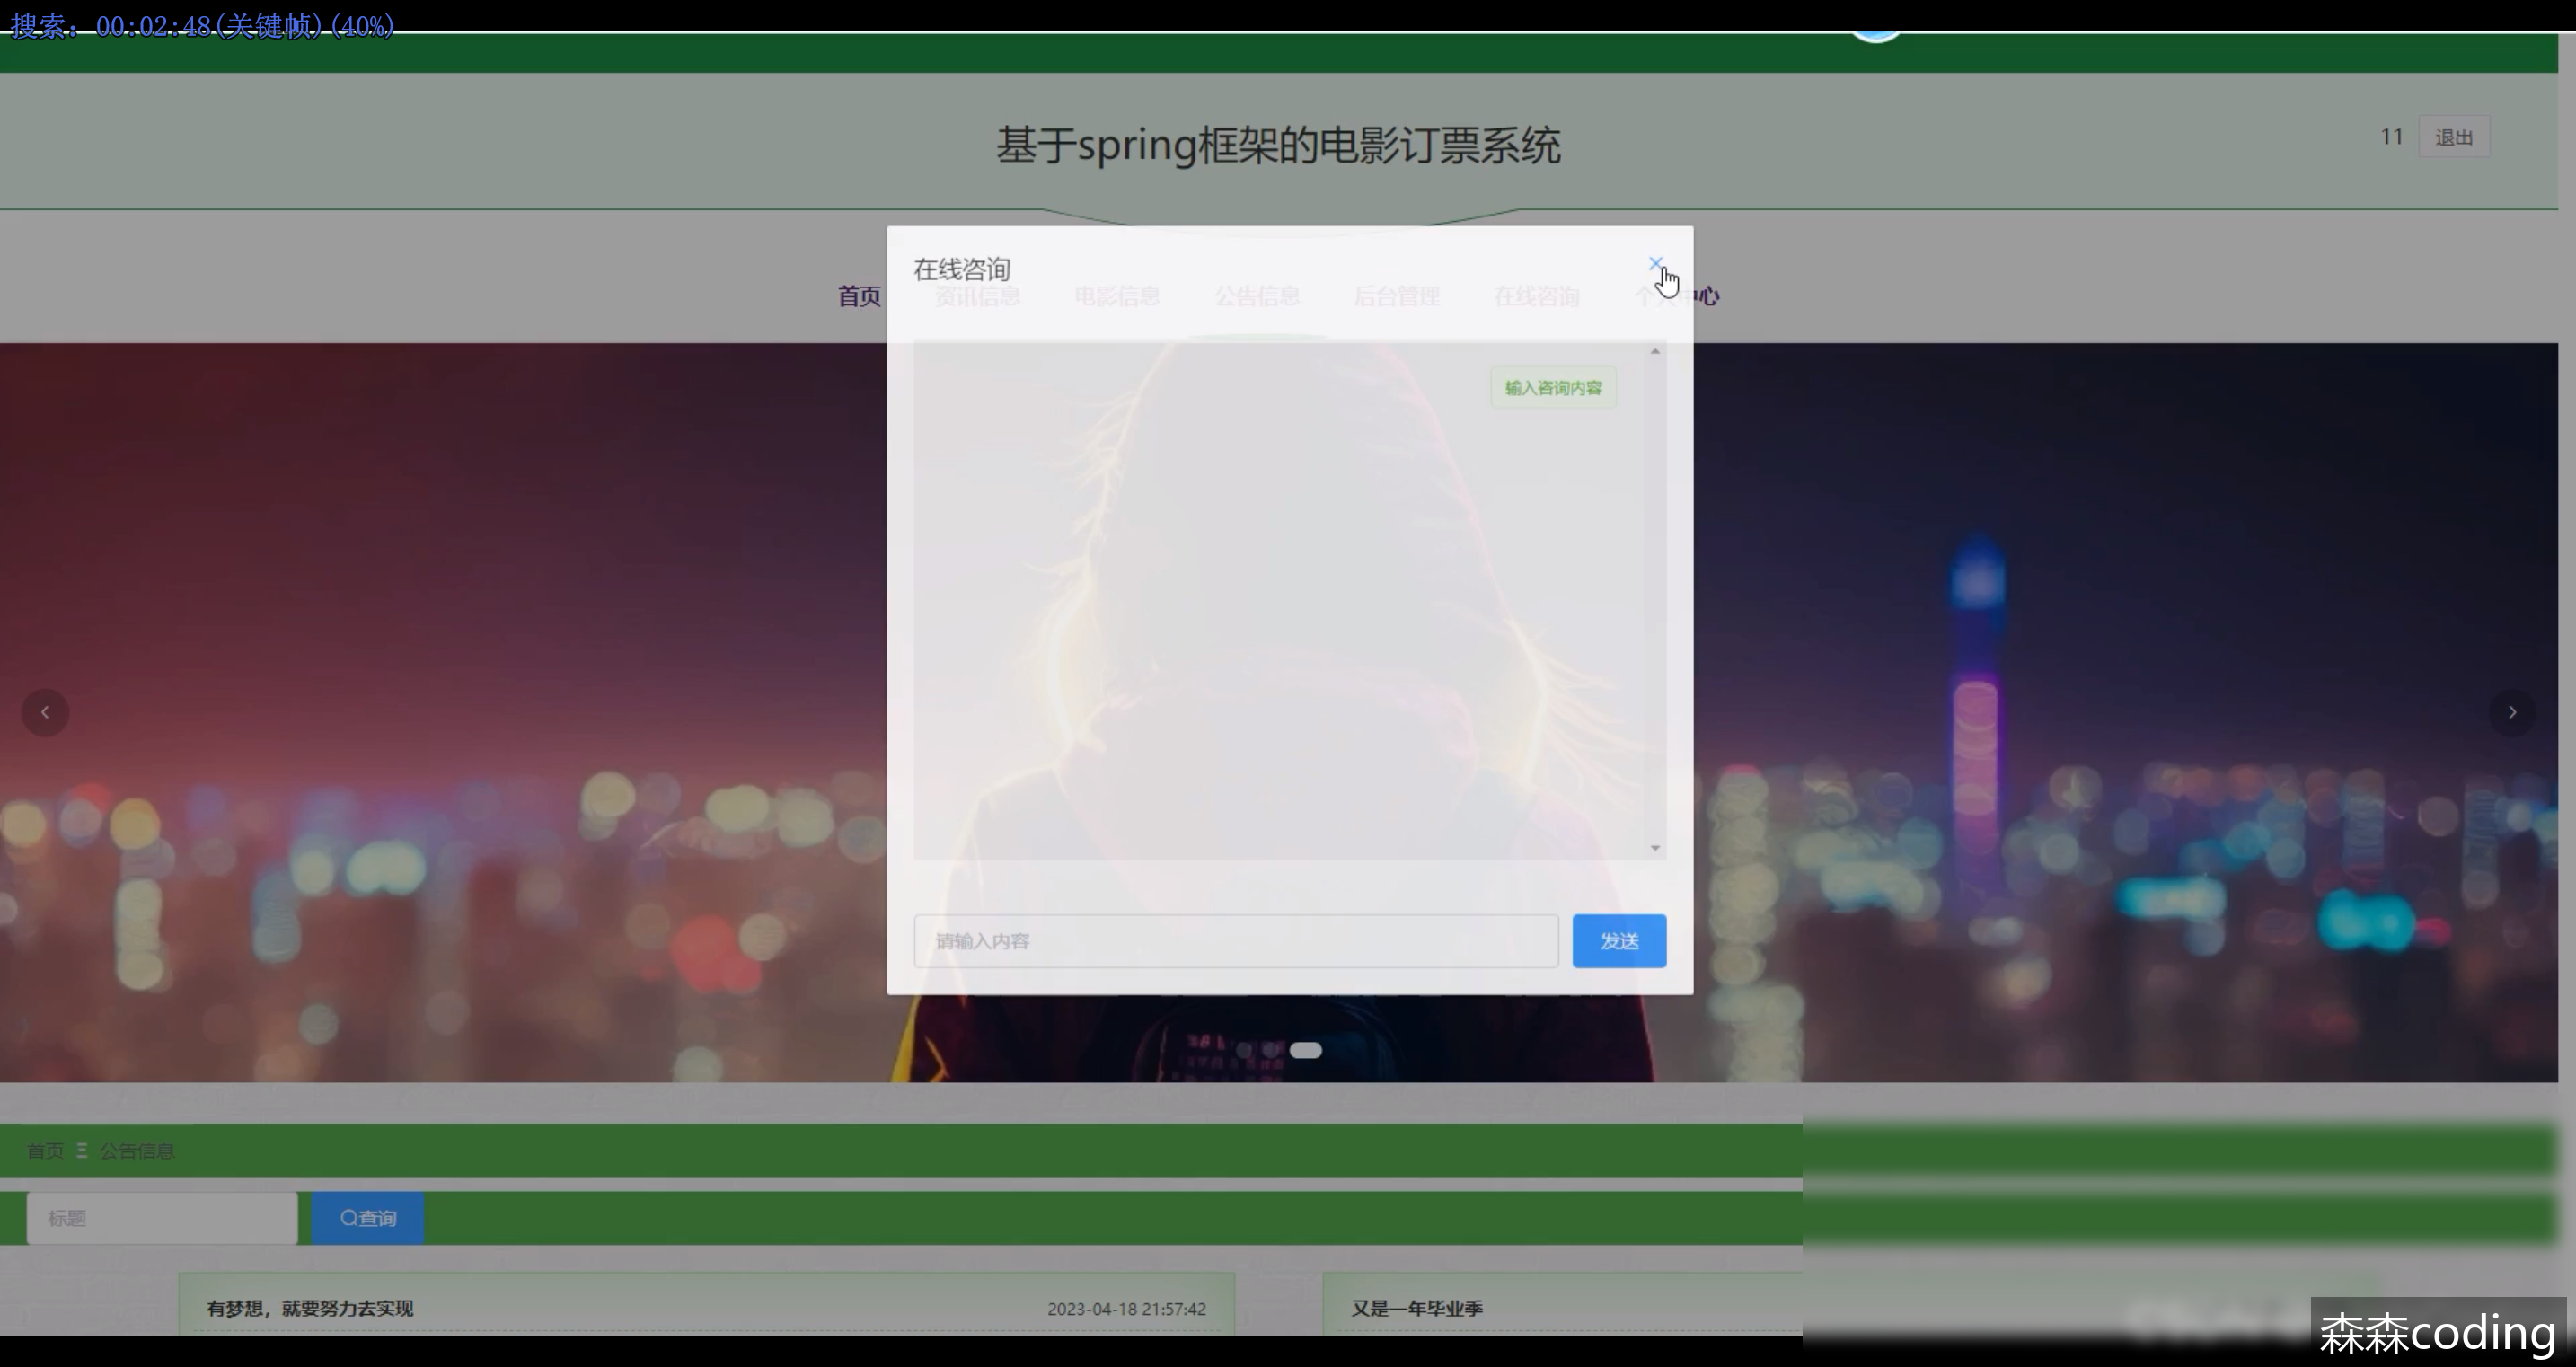 搜索: 00:02:48(关键帧)(40%)
基于spring框架的电影订票系统
11 退出
在线咨询
首页 资讯信息 电影信息 公告信息 后台管理 在线咨询 个人中心
输入咨询内容
请输入内容 发送
首页 公告信息
标题 查询
有梦想，就要努力去实现 2023-04-18 21:57:42 又是一年毕业季
森森coding